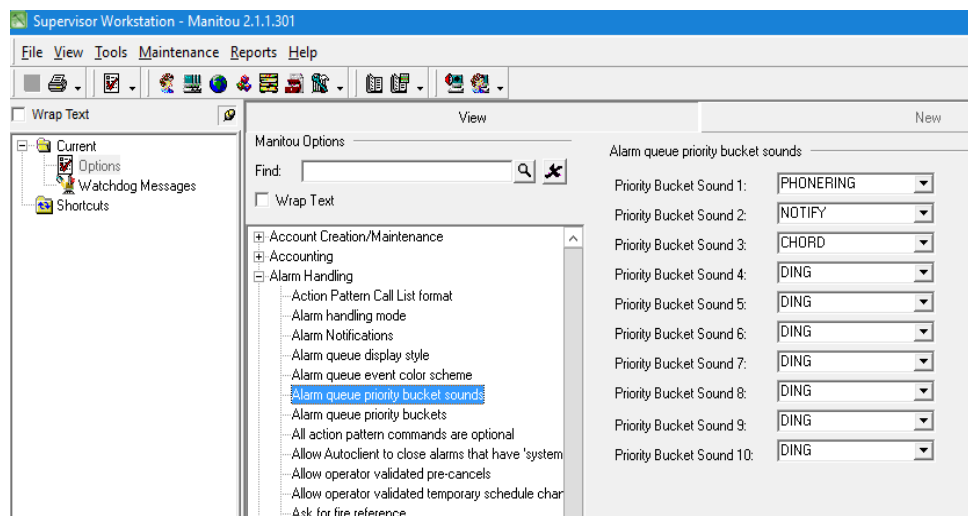 Supervisor Workstation - Manitou 2.1.1.301
File View Tools Maintenance Reports Help
Wrap Text
Current
Options
Watchdog Messages
Shortcuts
View
New
Manitou Options
Find:
Wrap Text
Account Creation/Maintenance
Accounting
Alarm Handling
Action Pattern Call List format
Alarm handling mode
Alarm Notifications
Alarm queue display style
Alarm queue event color scheme
Alarm queue priority bucket sounds
Alarm queue priority buckets
All action pattern commands are optional
Allow Autoclient to close alarms that have 'system
Allow operator validated pre-cancels
Allow operator validated temporary schedule char
Ask for fire reference
Alarm queue priority bucket sounds
Priority Bucket Sound 1: PHONERING
Priority Bucket Sound 2: NOTIFY
Priority Bucket Sound 3: CHORD
Priority Bucket Sound 4: DING
Priority Bucket Sound 5: DING
Priority Bucket Sound 6: DING
Priority Bucket Sound 7: DING
Priority Bucket Sound 8: DING
Priority Bucket Sound 9: DING
Priority Bucket Sound 10: DING